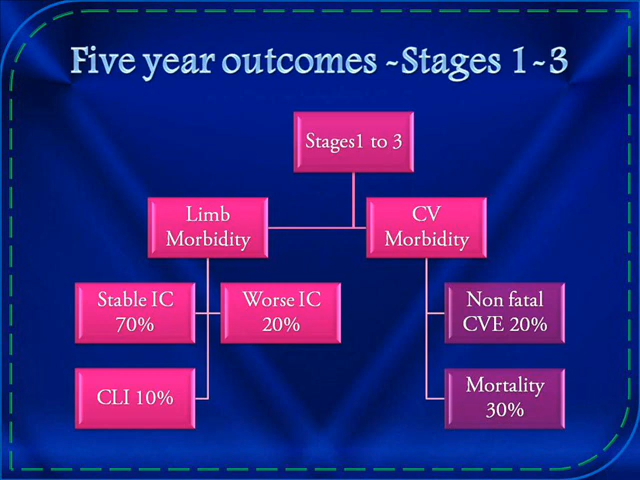 Five year outcomes -Stages 1-3
Stages1 to 3
Limb
Morbidity
CV
Morbidity
Stable IC
70%
Worse IC
20%
Non fatal
CVE 20%
CLI 10%
Mortality
30%